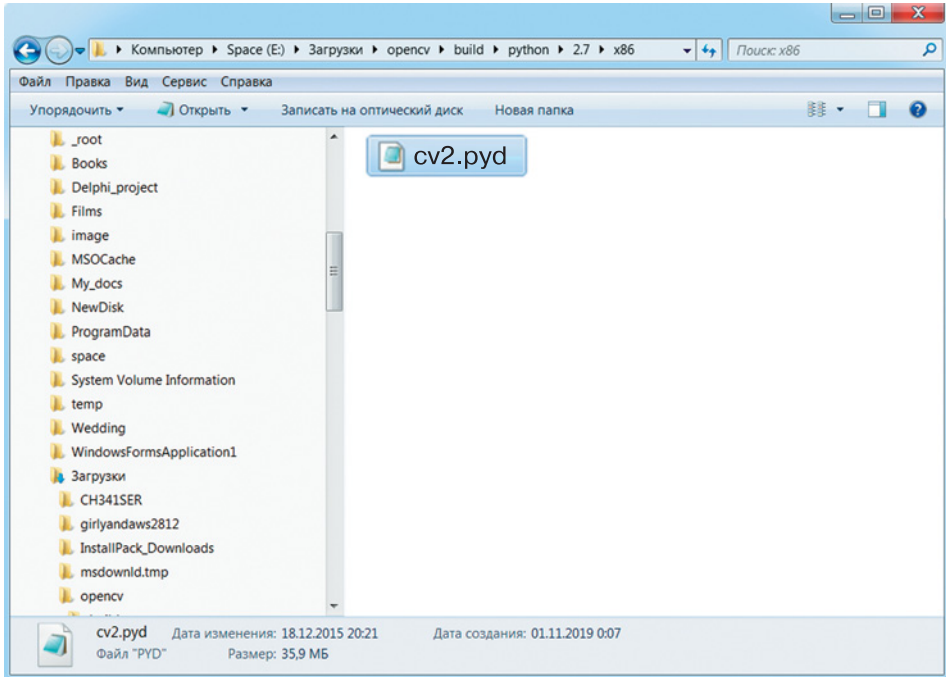 Компьютер Space (E:) Загрузки opencv build python 2.7 x86 Поиск: x86
Файл Правка Вид Сервис Справка
Упорядочить Открыть Записать на оптический диск Новая папка
_root
Books
Delphi_project
Films
image
MSOCache
My_docs
NewDisk
ProgramData
space
System Volume Information
temp
Wedding
WindowsFormsApplication1
Загрузки
CH341SER
girlyandaws2812
InstallPack_Downloads
msdownld.tmp
opencv
cv2.pyd
cv2.pyd Дата изменения: 18.12.2015 20:21 Дата создания: 01.11.2019 0:07
Файл "PYD" Размер: 35,9 МБ